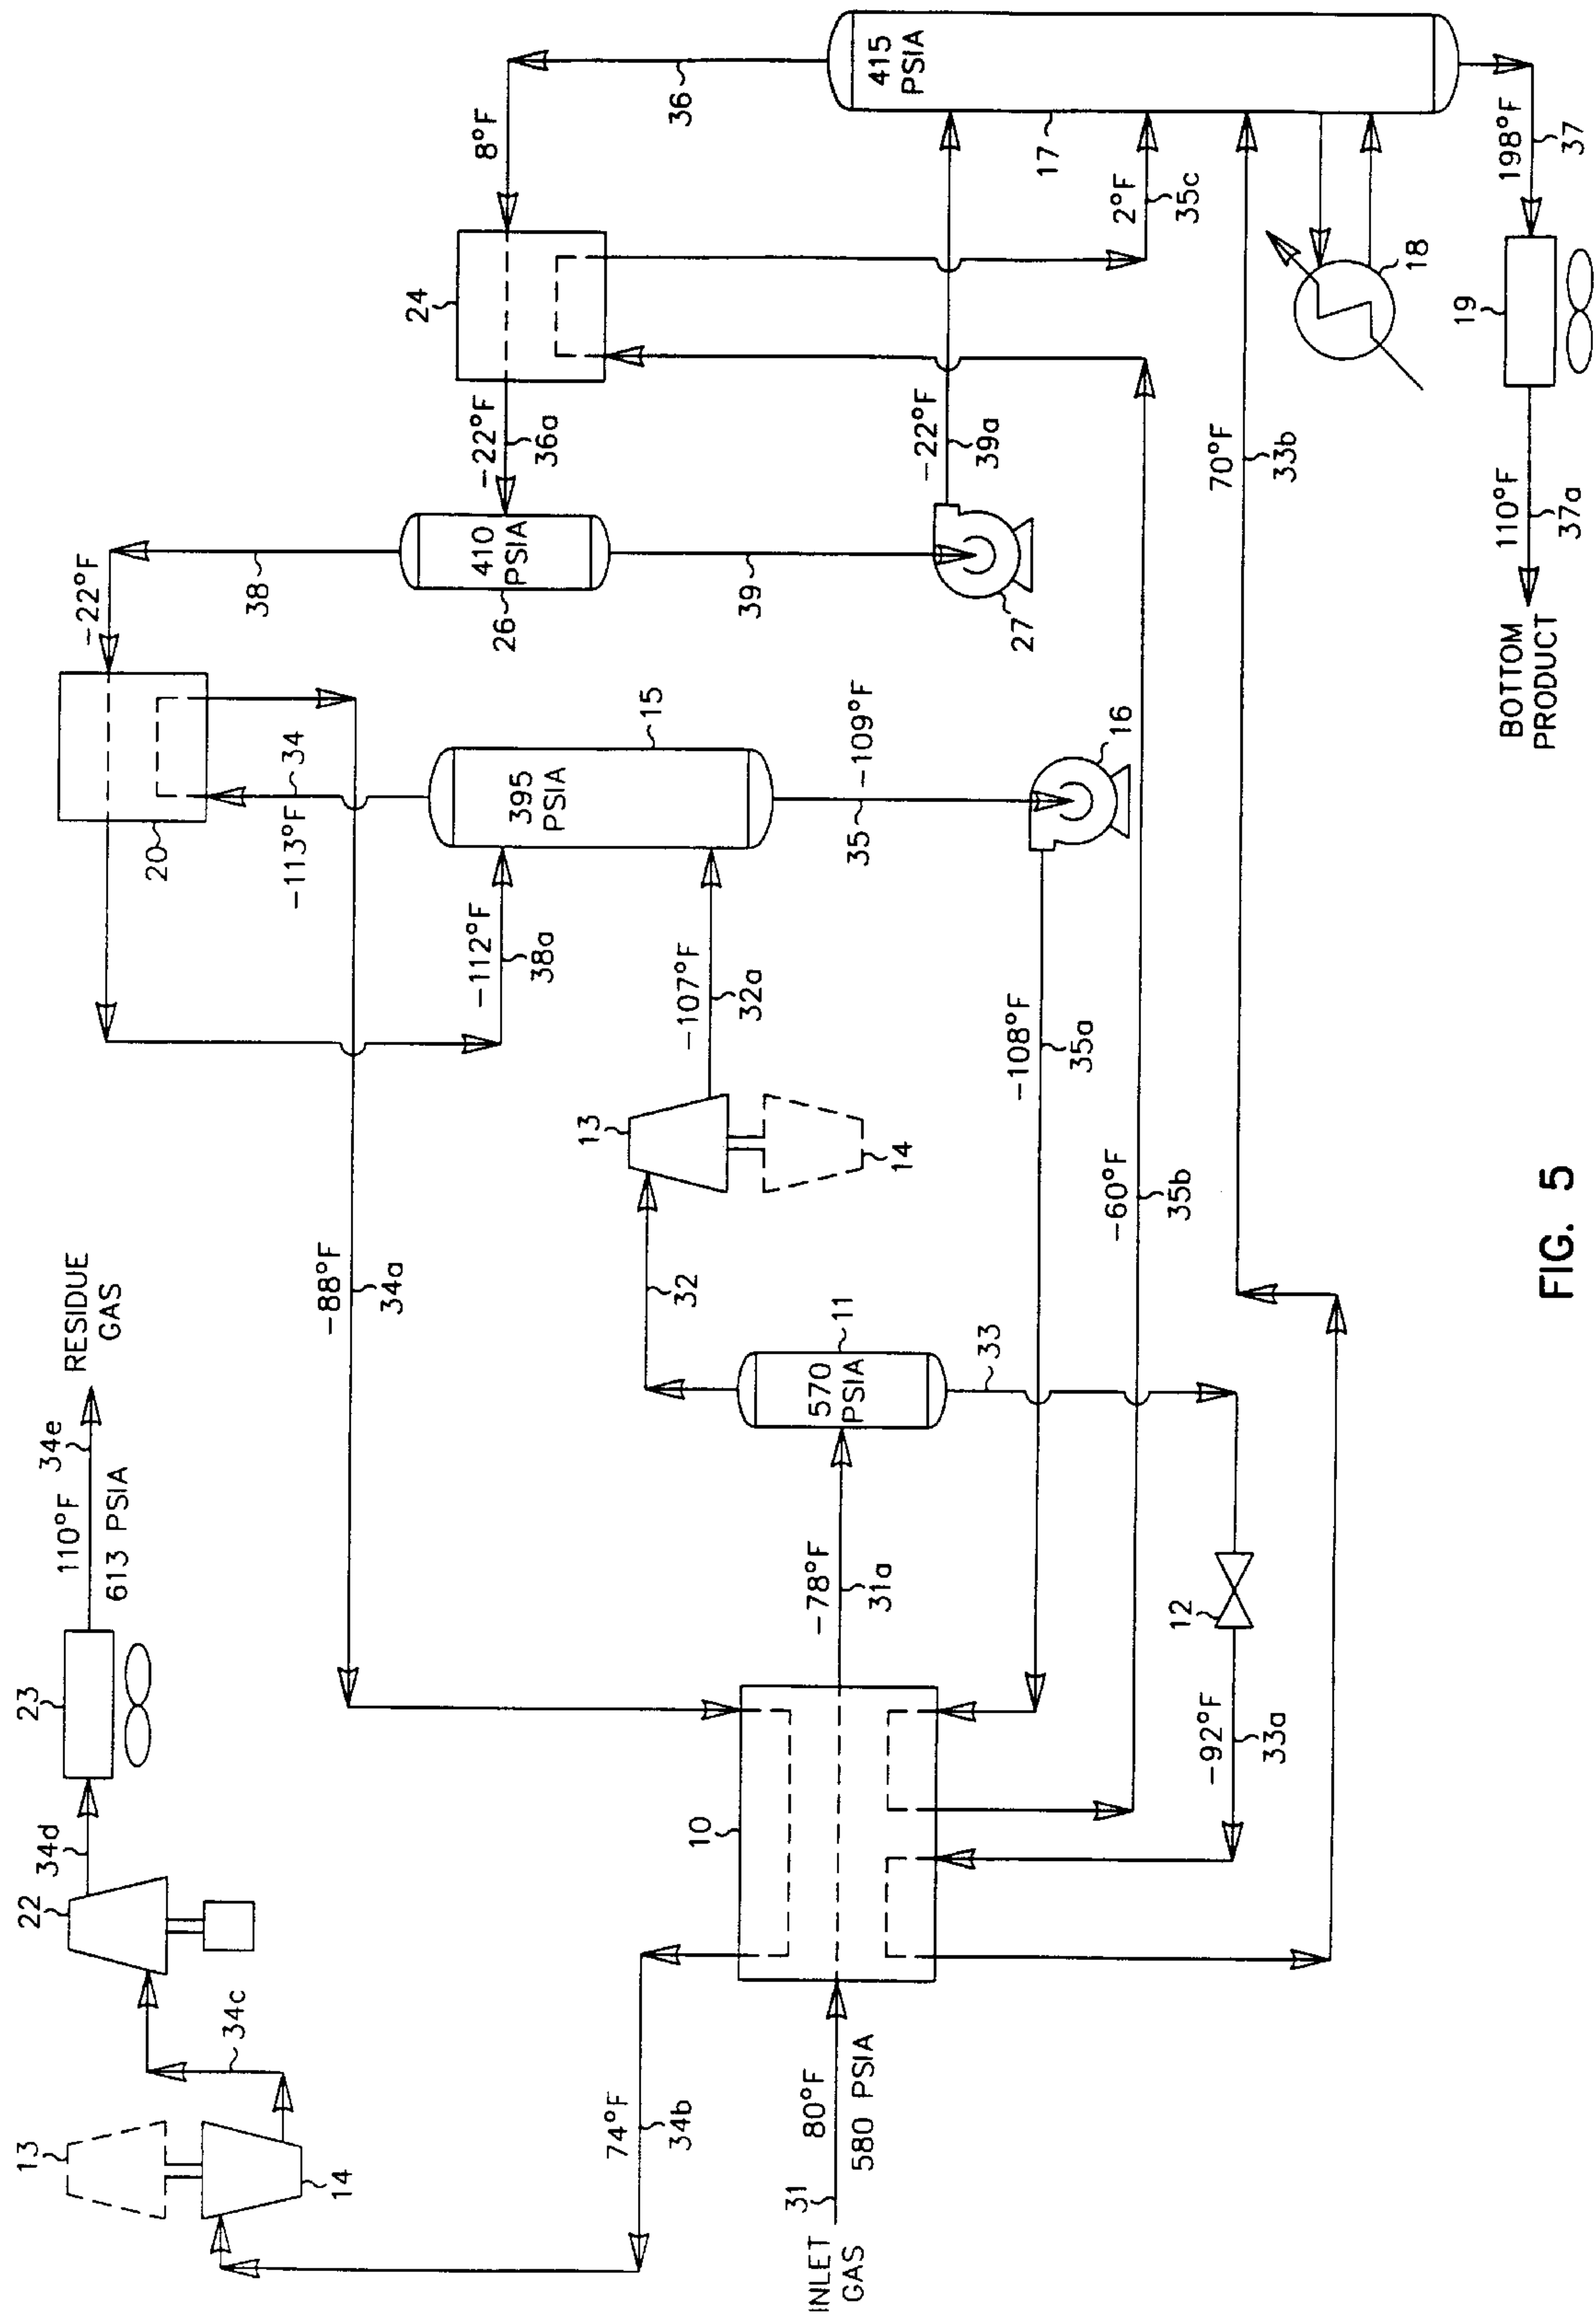 INLET
GAS
31
80°F
580 PSIA
10
-78°F
31a
570
PSIA
11
32
33
12
-92°F
33a
70°F
33b
13
14
-107°F
32a
395
PSIA
15
-113°F
34
20
-88°F
34a
74°F
34b
13
14
34c
22
34d
23
110°F
34e
613 PSIA
RESIDUE
GAS
35
-109°F
16
-108°F
35a
-60°F
35b
2°F
35c
415
PSIA
17
36
8°F
24
-22°F
36a
410
PSIA
26
38
-22°F
-112°F
38a
39
27
-22°F
39a
18
198°F
37
19
110°F
37a
BOTTOM
PRODUCT
FIG. 5